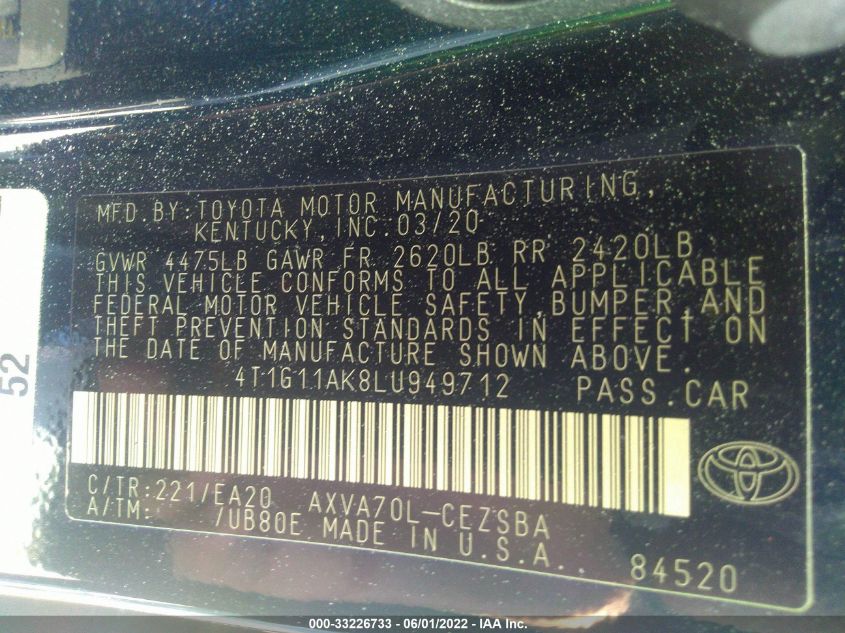 MFD.BY:TOYOTA MOTOR MANUFACTURING,
KENTUCKY,INC.03/20
GVWR 4475LB GAWR FR 2620LB RR 2420LB
THIS VEHICLE CONFORMS TO ALL APPLICABLE
FEDERAL MOTOR VEHICLE SAFETY,BUMPER,AND
THEFT PREVENTION STANDARDS IN EFFECT ON
THE DATE OF MANUFACTURE SHOWN ABOVE.
4T1G11AK8LU949712 PASS.CAR
C/TR:221/EA20 AXVA70L-CEZSBA
A/TM: /UB80E MADE IN U.S.A.
84520
52
000-33226733 - 06/01/2022 - IAA Inc.